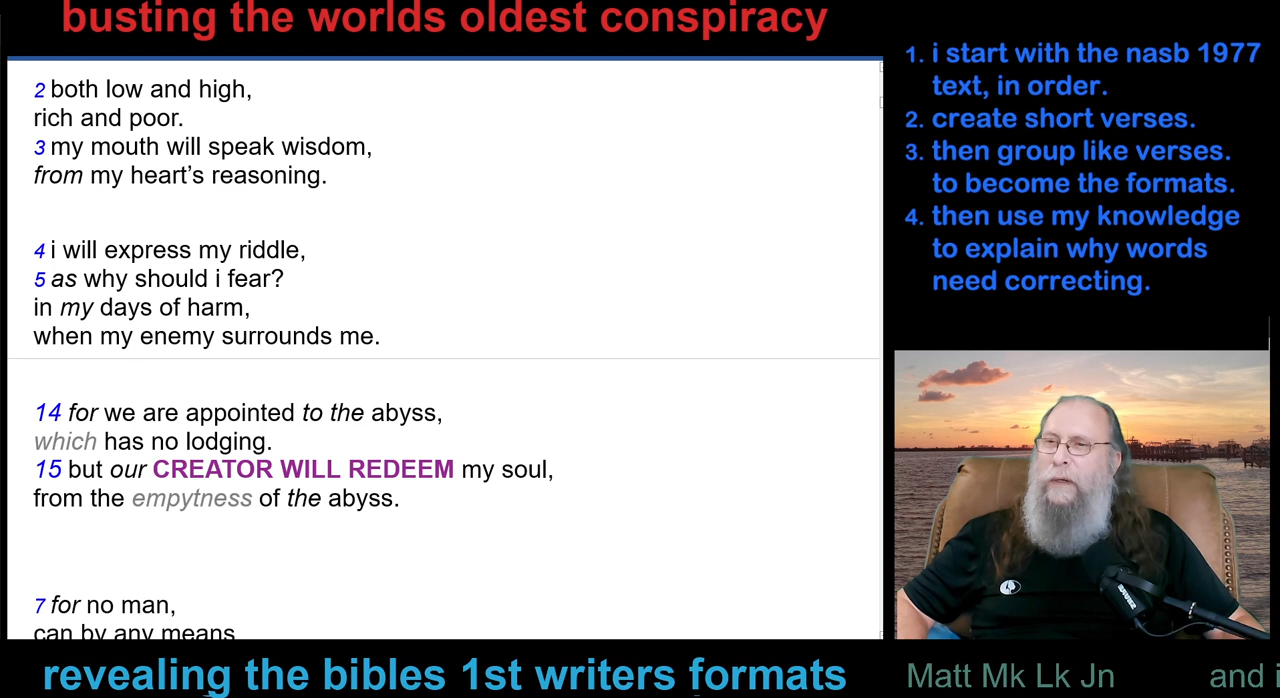 busting the worlds oldest conspiracy
2 both low and high,
rich and poor.
3 my mouth will speak wisdom,
from my heart's reasoning.
4 i will express my riddle,
5 as why should i fear?
in my days of harm,
when my enemy surrounds me.
14 for we are appointed to the abyss,
which has no lodging.
15 but our CREATOR WILL REDEEM my soul,
from the empytness of the abyss.
7 for no man,
can by any means
revealing the bibles 1st writers formats
1. i start with the nasb 1977
text, in order.
2. create short verses.
3. then group like verses.
to become the formats.
4. then use my knowledge
to explain why words
need correcting.
Matt Mk Lk Jn and i